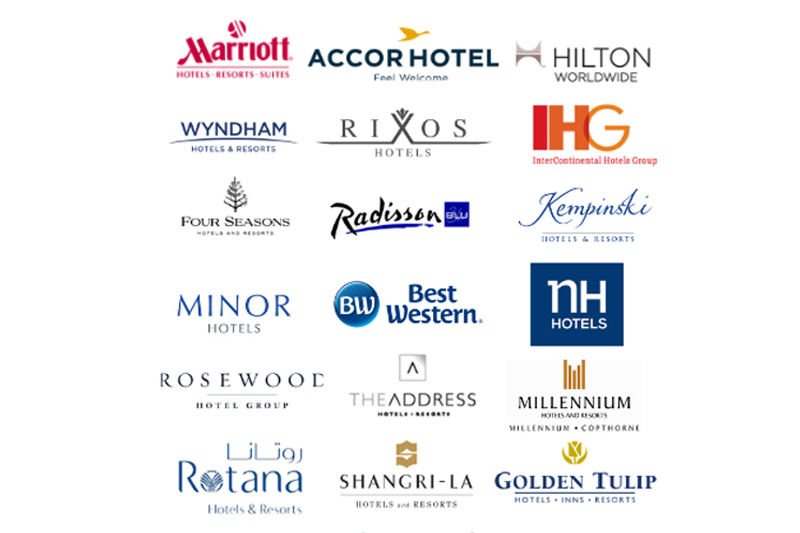 Marriott
HOTELS · RESORTS · SUITES
ACCORHOTEL
Feel Welcome
HILTON
WORLDWIDE
WYNDHAM
HOTELS & RESORTS
RIXOS
HOTELS
IHG
InterContinental Hotels Group
FOUR SEASONS
HOTELS AND RESORTS
Radisson
BLU
Kempinski
HOTELS & RESORTS
MINOR
HOTELS
BW
Best
Western
nH
HOTELS
ROSEWOOD
HOTEL GROUP
A
THEADDRESS
HOTELS + RESORTS
MILLENNIUM
HOTELS AND RESORTS
MILLENNIUM • COPTHORNE
روتانا
Rotana
Hotels & Resorts
SHANGRI-LA
HOTELS and RESORTS
GOLDEN TULIP
HOTELS • INNS • RESORTS